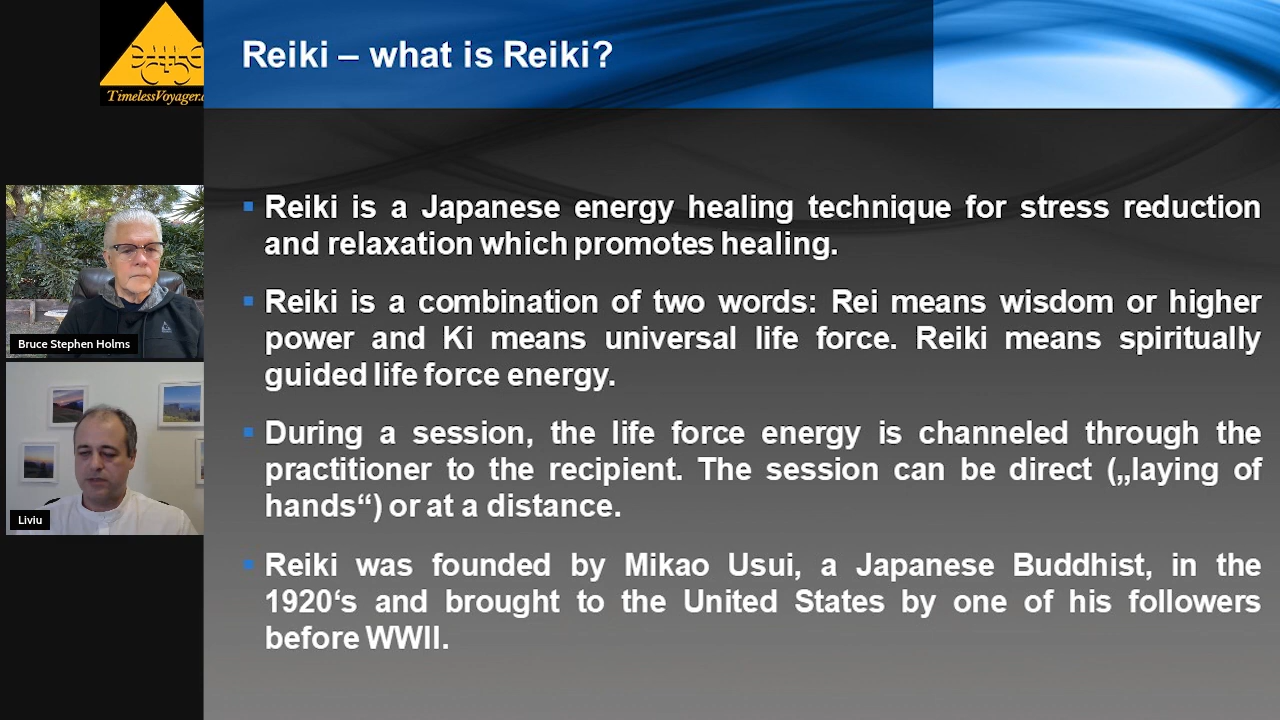 TimelessVoyager.c
Reiki – what is Reiki?
Bruce Stephen Holms
Liviu
▪ Reiki is a Japanese energy healing technique for stress reduction
and relaxation which promotes healing.
▪ Reiki is a combination of two words: Rei means wisdom or higher
power and Ki means universal life force. Reiki means spiritually
guided life force energy.
▪ During a session, the life force energy is channeled through the
practitioner to the recipient. The session can be direct („laying of
hands“) or at a distance.
▪ Reiki was founded by Mikao Usui, a Japanese Buddhist, in the
1920‘s and brought to the United States by one of his followers
before WWII.